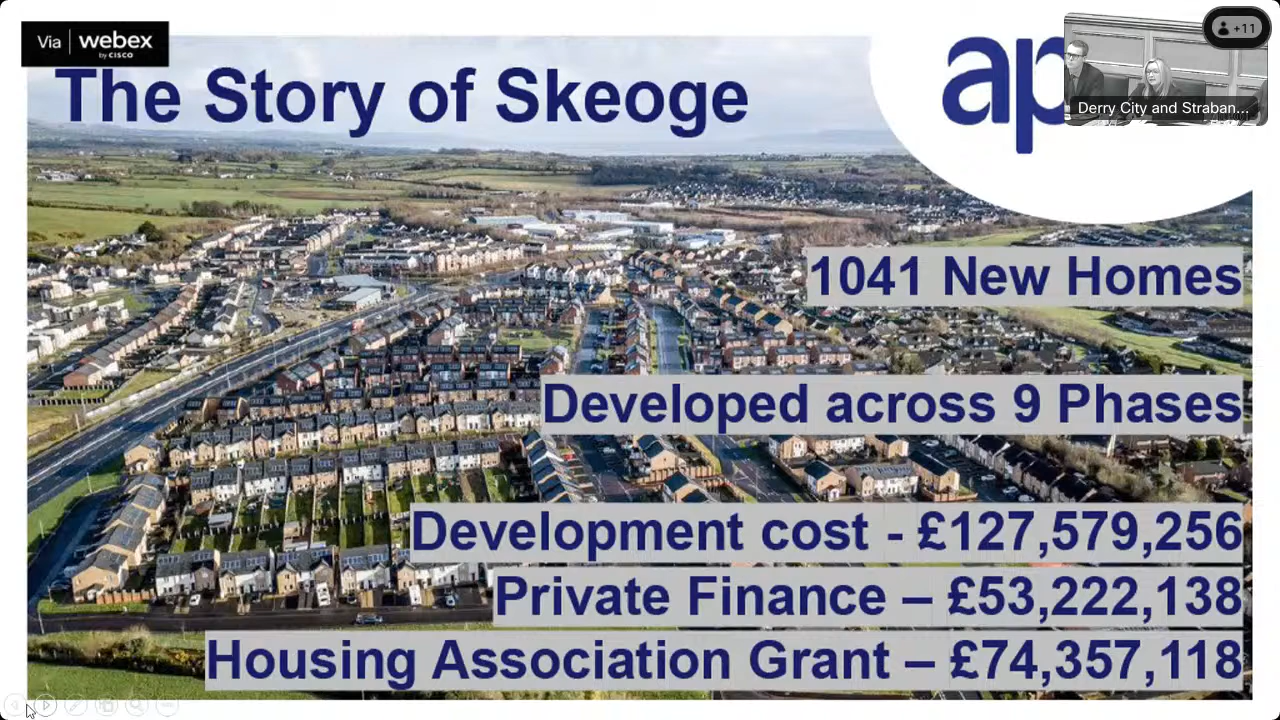 Via webex
by CISCO
+11
Derry City and Straban...
The Story of Skeoge
ap
1041 New Homes
Developed across 9 Phases
Development cost - £127,579,256
Private Finance – £53,222,138
Housing Association Grant – £74,357,118